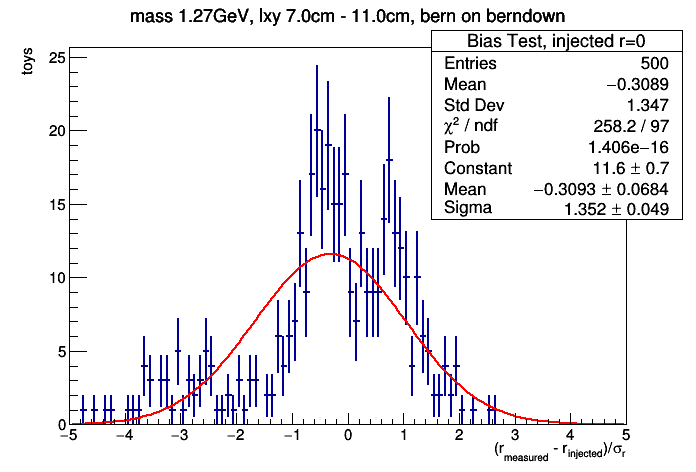 mass 1.27GeV, lxy 7.0cm - 11.0cm, bern on berndown
Bias Test, injected r=0
Entries 500
Mean −0.3089
Std Dev 1.347
χ² / ndf 258.2 / 97
Prob 1.406e−16
Constant 11.6 ± 0.7
Mean −0.3093 ± 0.0684
Sigma 1.352 ± 0.049
toys
25
20
15
10
5
0
−5 −4 −3 −2 −1 0 1 2 3 4 5
(r_measured - r_injected)/σ_r